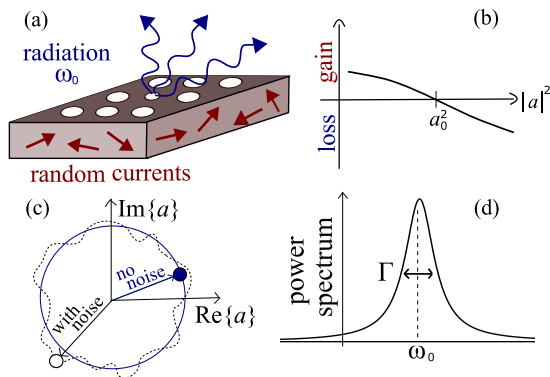 (a)
radiation
ω₀
random currents
(b)
gain
loss
a₀²
|a|²
(c)
Im{a}
no noise
with noise
Re{a}
(d)
power
spectrum
Γ
ω₀